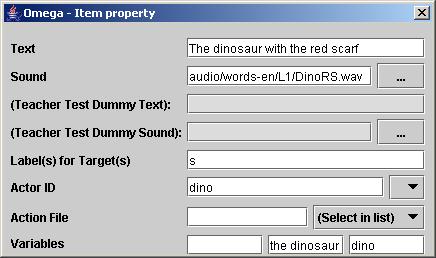 Omega - Item property
Text The dinosaur with the red scarf
Sound audio/words-en/L1/DinoRS.wav ...
(Teacher Test Dummy Text):
(Teacher Test Dummy Sound): ...
Label(s) for Target(s) s
Actor ID dino
Action File (Select in list)
Variables the dinosaur dino